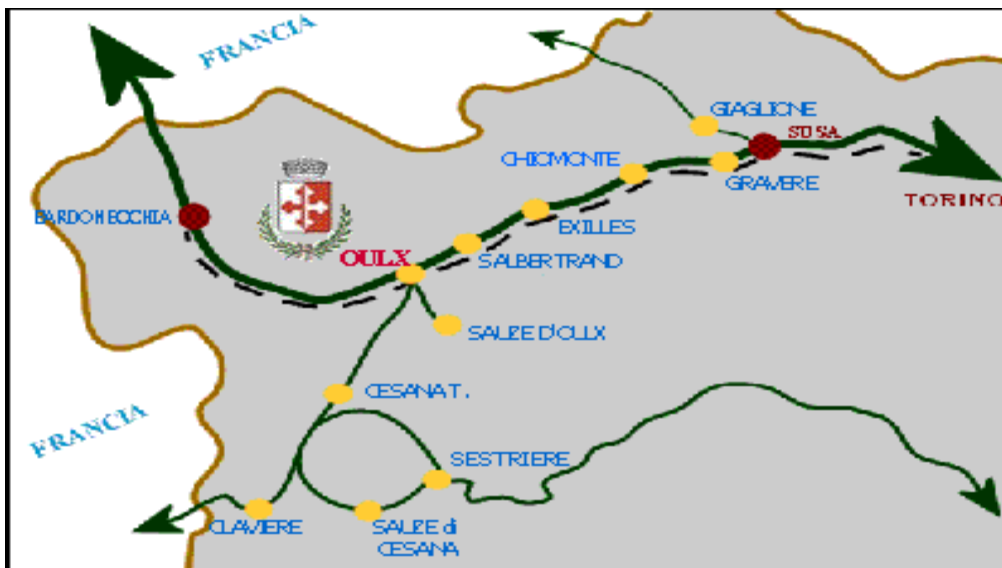 FRANCIA
GIAGLIONE
SUSA
CHIOMONTE
GRAVERE
TORINO
BARDONECCHIA
EXILLES
OULX
SALBERTRAND
SAUZE D'OULX
CESANA T.
FRANCIA
SESTRIERE
CLAVIERE
SAUZE di
CESANA